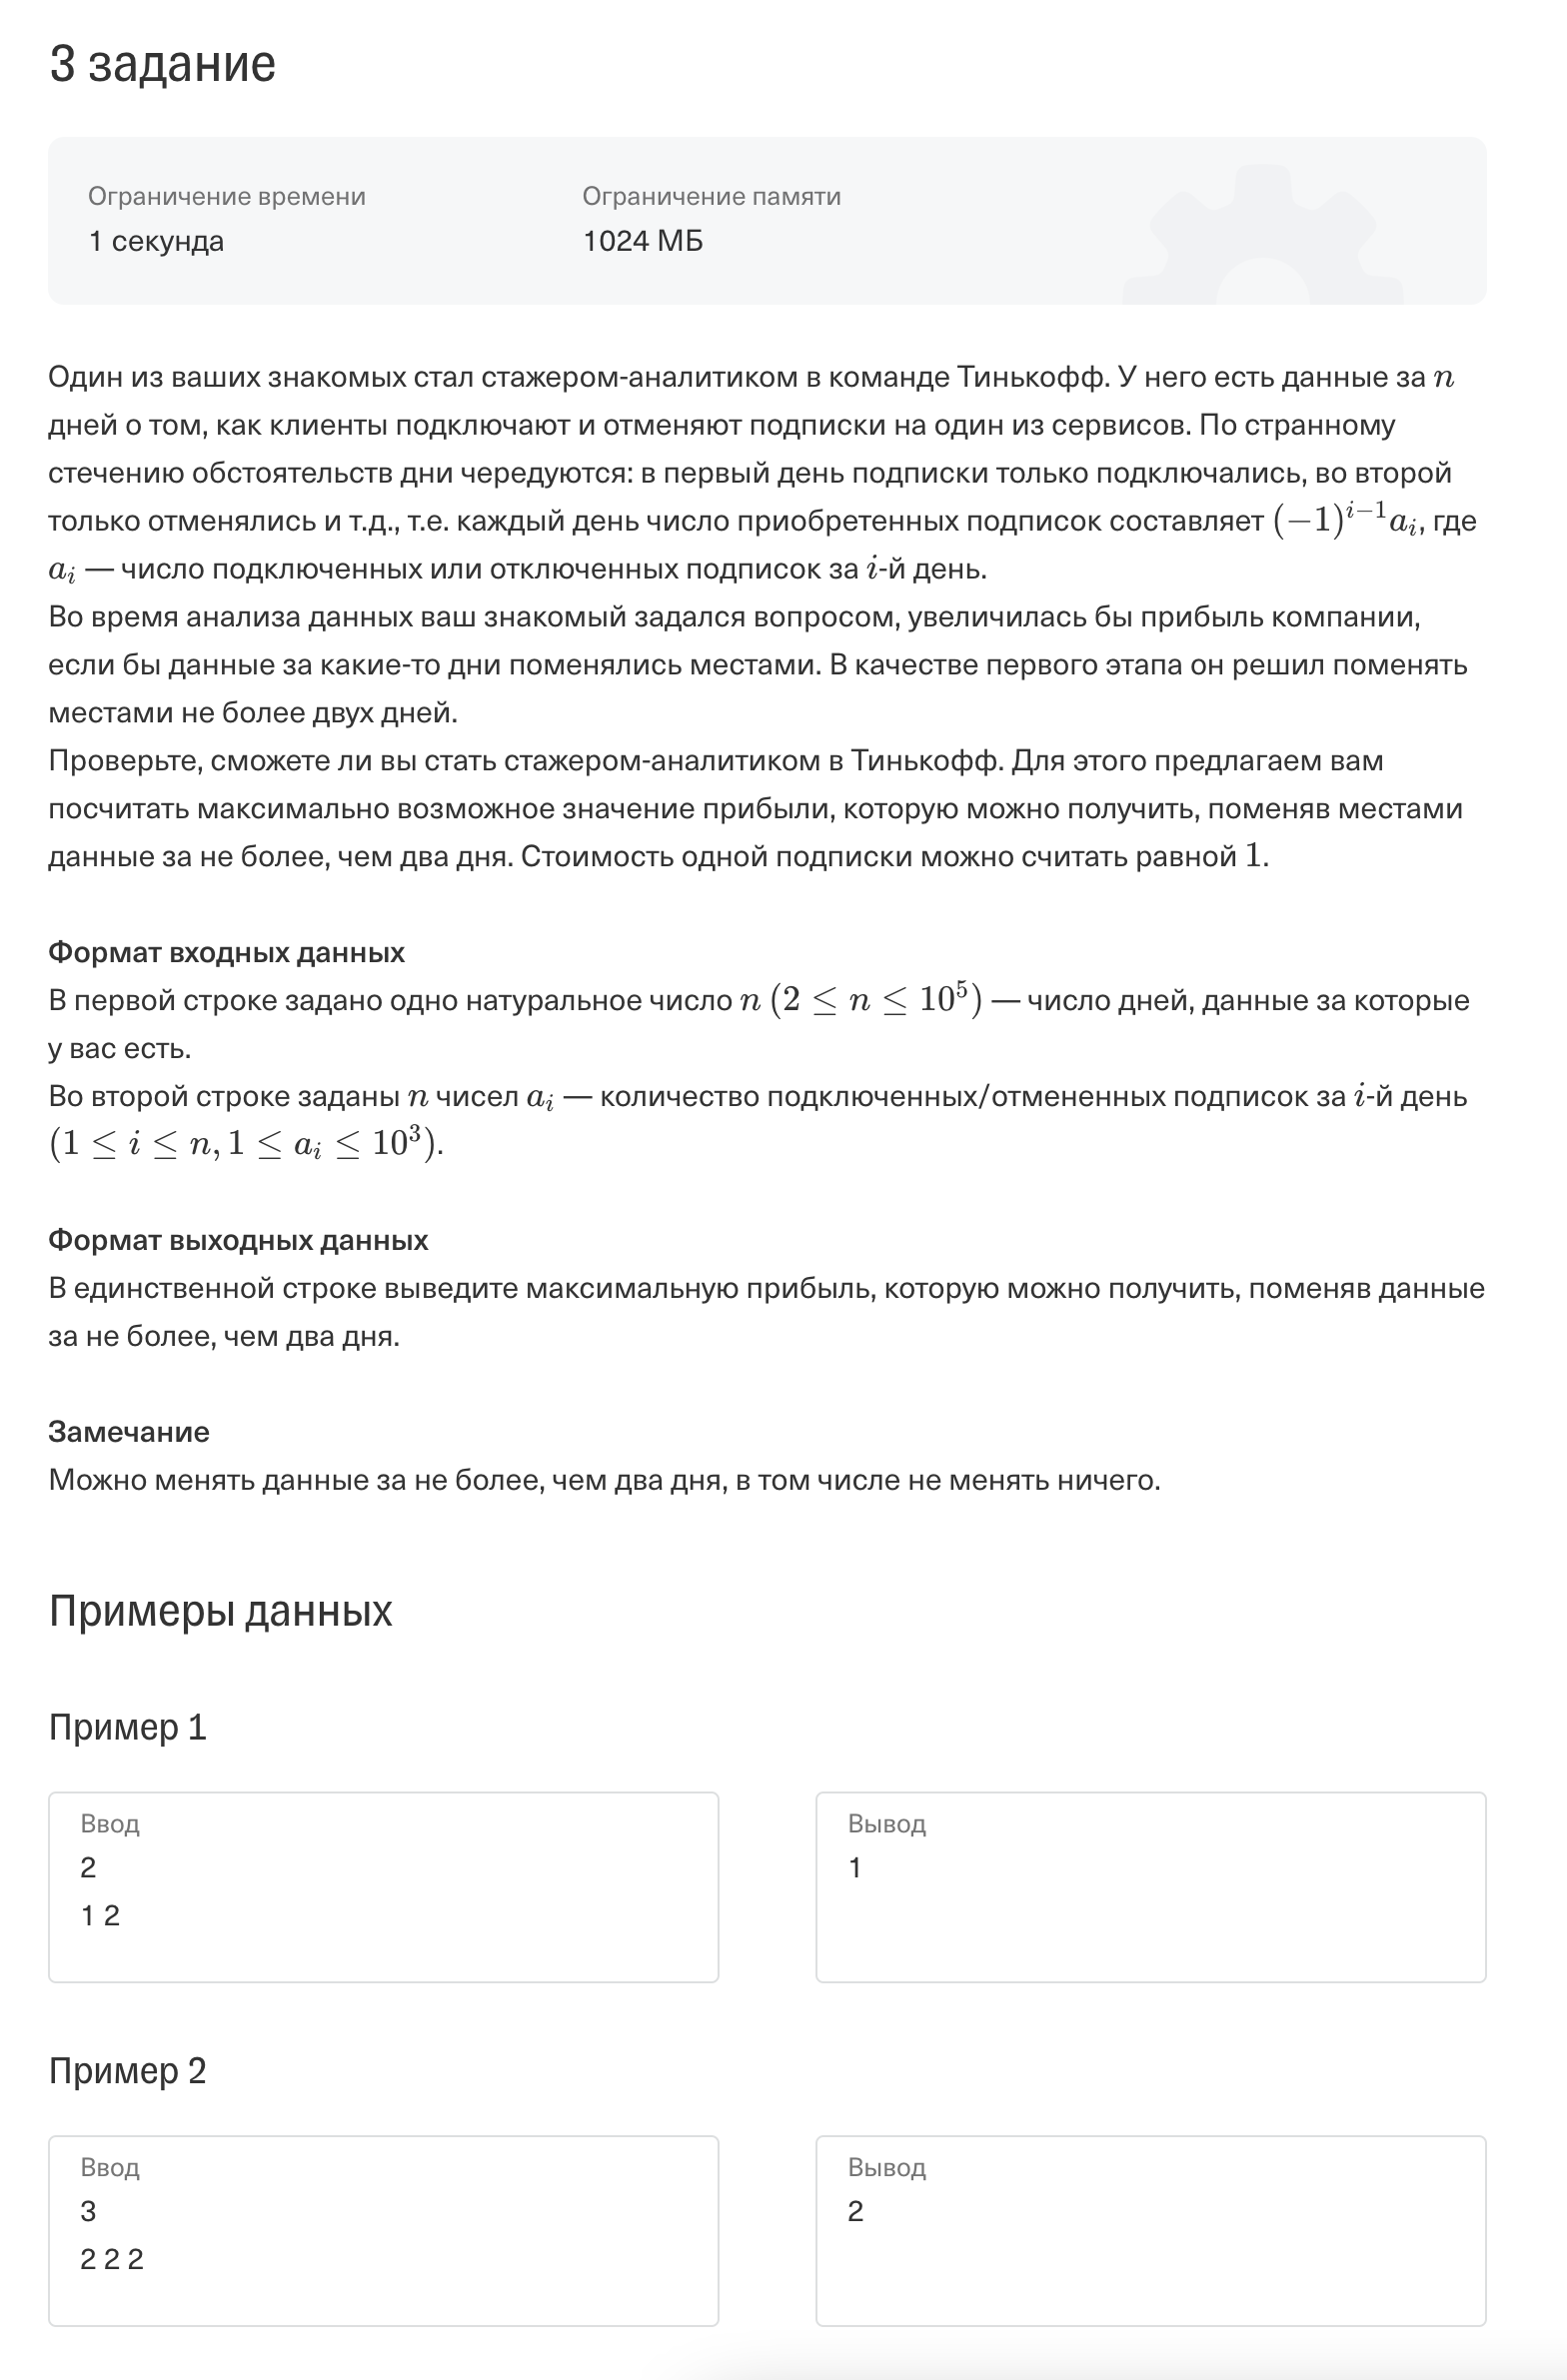 3 задание
Ограничение времени
Ограничение памяти
1 секунда
1024 МБ
Один из ваших знакомых стал стажером-аналитиком в команде Тинькофф. У него есть данные за n
дней о том, как клиенты подключают и отменяют подписки на один из сервисов. По странному
стечению обстоятельств дни чередуются: в первый день подписки только подключались, во второй
только отменялись и т.д., т.е. каждый день число приобретенных подписок составляет (−1)^{i−1}a_i, где
a_i — число подключенных или отключенных подписок за i-й день.
Во время анализа данных ваш знакомый задался вопросом, увеличилась бы прибыль компании,
если бы данные за какие-то дни поменялись местами. В качестве первого этапа он решил поменять
местами не более двух дней.
Проверьте, сможете ли вы стать стажером-аналитиком в Тинькофф. Для этого предлагаем вам
посчитать максимально возможное значение прибыли, которую можно получить, поменяв местами
данные за не более, чем два дня. Стоимость одной подписки можно считать равной 1.
Формат входных данных
В первой строке задано одно натуральное число n (2 ≤ n ≤ 10^5) — число дней, данные за которые
у вас есть.
Во второй строке заданы n чисел a_i — количество подключенных/отмененных подписок за i-й день
(1 ≤ i ≤ n, 1 ≤ a_i ≤ 10^3).
Формат выходных данных
В единственной строке выведите максимальную прибыль, которую можно получить, поменяв данные
за не более, чем два дня.
Замечание
Можно менять данные за не более, чем два дня, в том числе не менять ничего.
Примеры данных
Пример 1
Ввод
2
1 2
Вывод
1
Пример 2
Ввод
3
2 2 2
Вывод
2